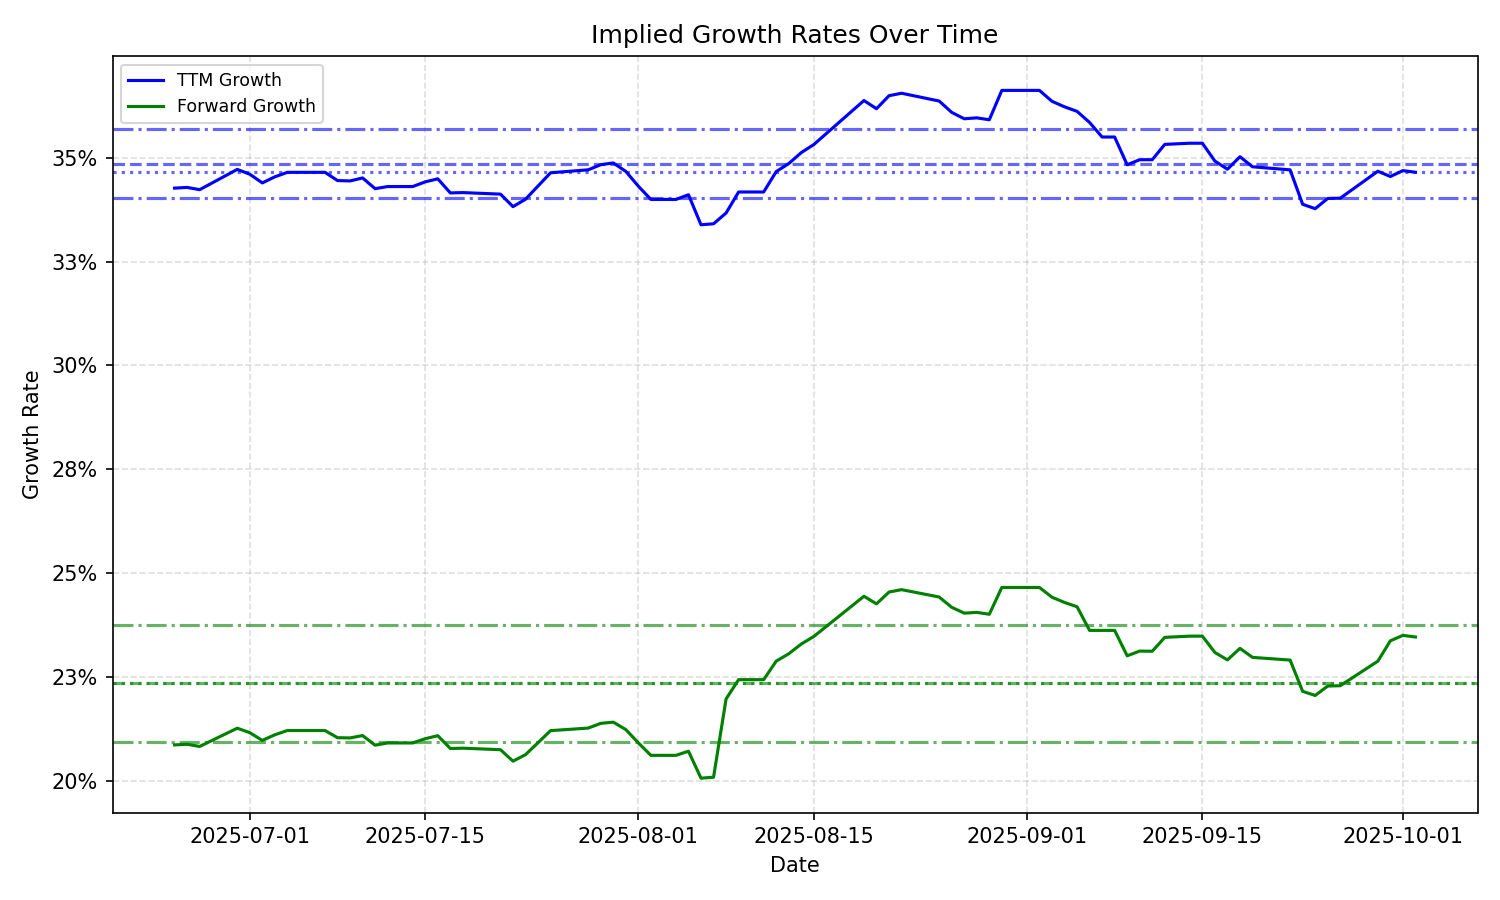 Implied Growth Rates Over Time
TTM Growth
Forward Growth
35%
33%
30%
28%
25%
23%
20%
Growth Rate
2025-07-01
2025-07-15
2025-08-01
2025-08-15
2025-09-01
2025-09-15
2025-10-01
Date